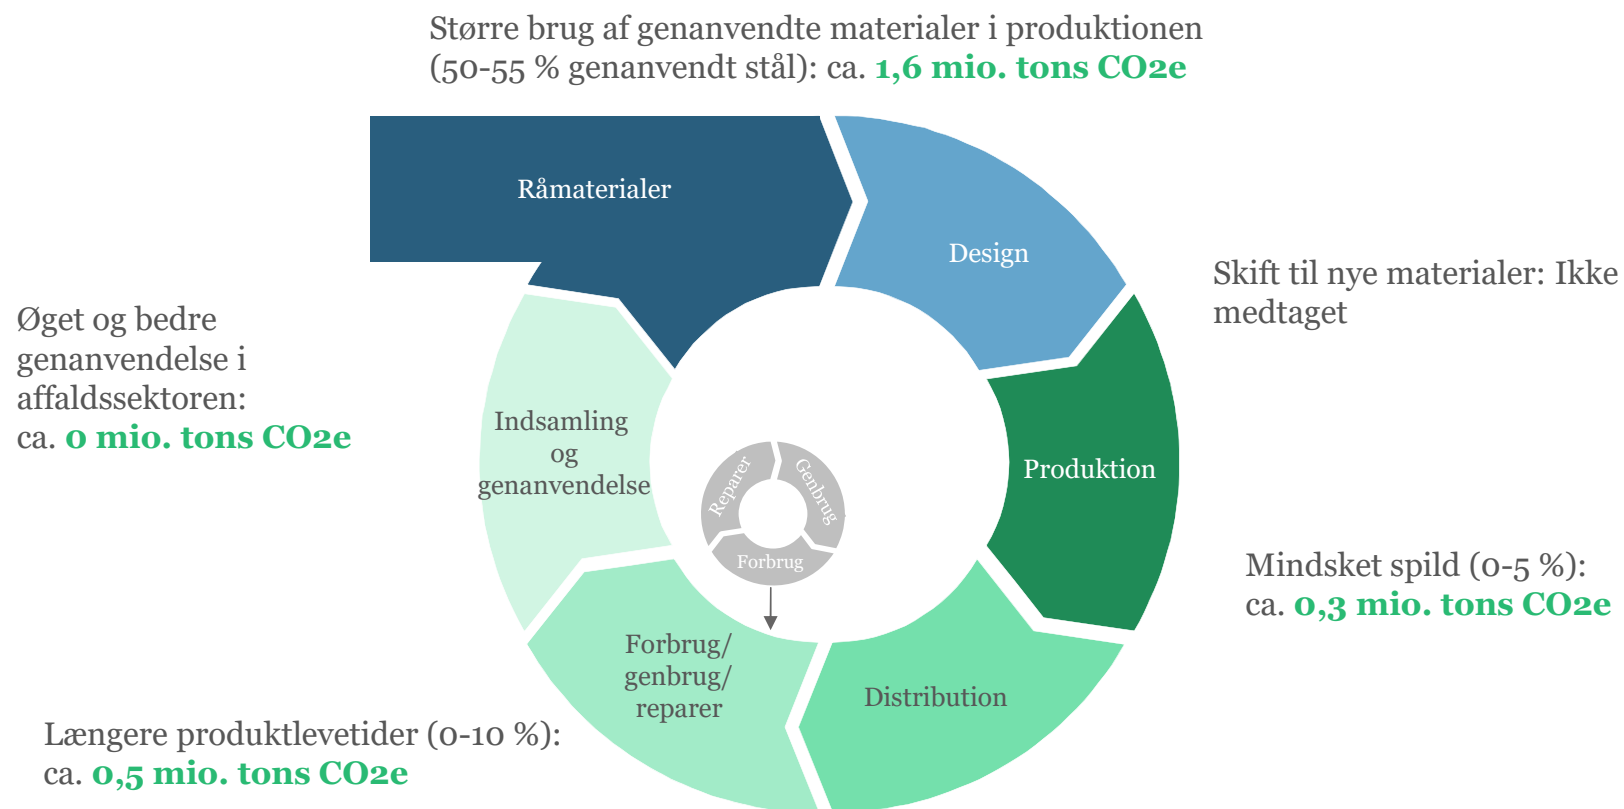 Større brug af genanvendte materialer i produktionen
(50-55 % genanvendt stål): ca. 1,6 mio. tons CO2e
Råmaterialer
Design
Skift til nye materialer: Ikke
medtaget
Øget og bedre
genanvendelse i
affaldssektoren:
ca. 0 mio. tons CO2e
Indsamling
og
genanvendelse
Reparer
Genbrug
Forbrug
Produktion
Mindsket spild (0-5 %):
ca. 0,3 mio. tons CO2e
Forbrug/
genbrug/
reparer
Distribution
Længere produktlevetider (0-10 %):
ca. 0,5 mio. tons CO2e